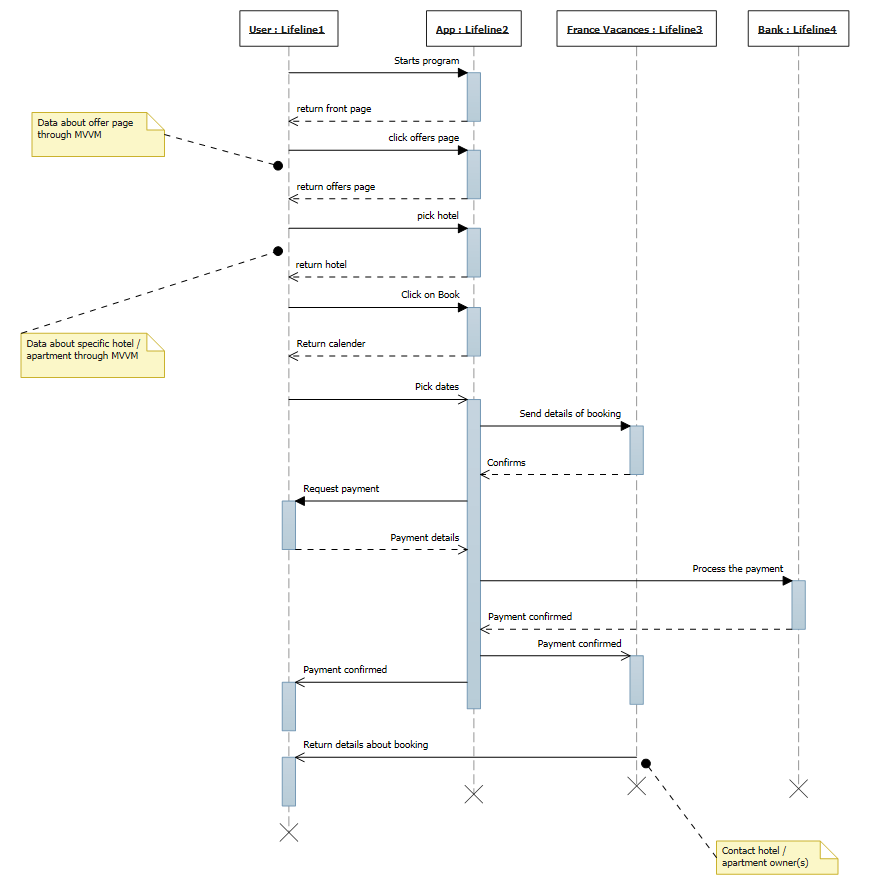 User : Lifeline1
App : Lifeline2
France Vacances : Lifeline3
Bank : Lifeline4
Starts program
return front page
Data about offer page
through MVVM
click offers page
return offers page
pick hotel
return hotel
Click on Book
Return calender
Data about specific hotel /
apartment through MVVM
Pick dates
Send details of booking
Confirms
Request payment
Payment details
Process the payment
Payment confirmed
Payment confirmed
Payment confirmed
Return details about booking
Contact hotel /
apartment owner(s)